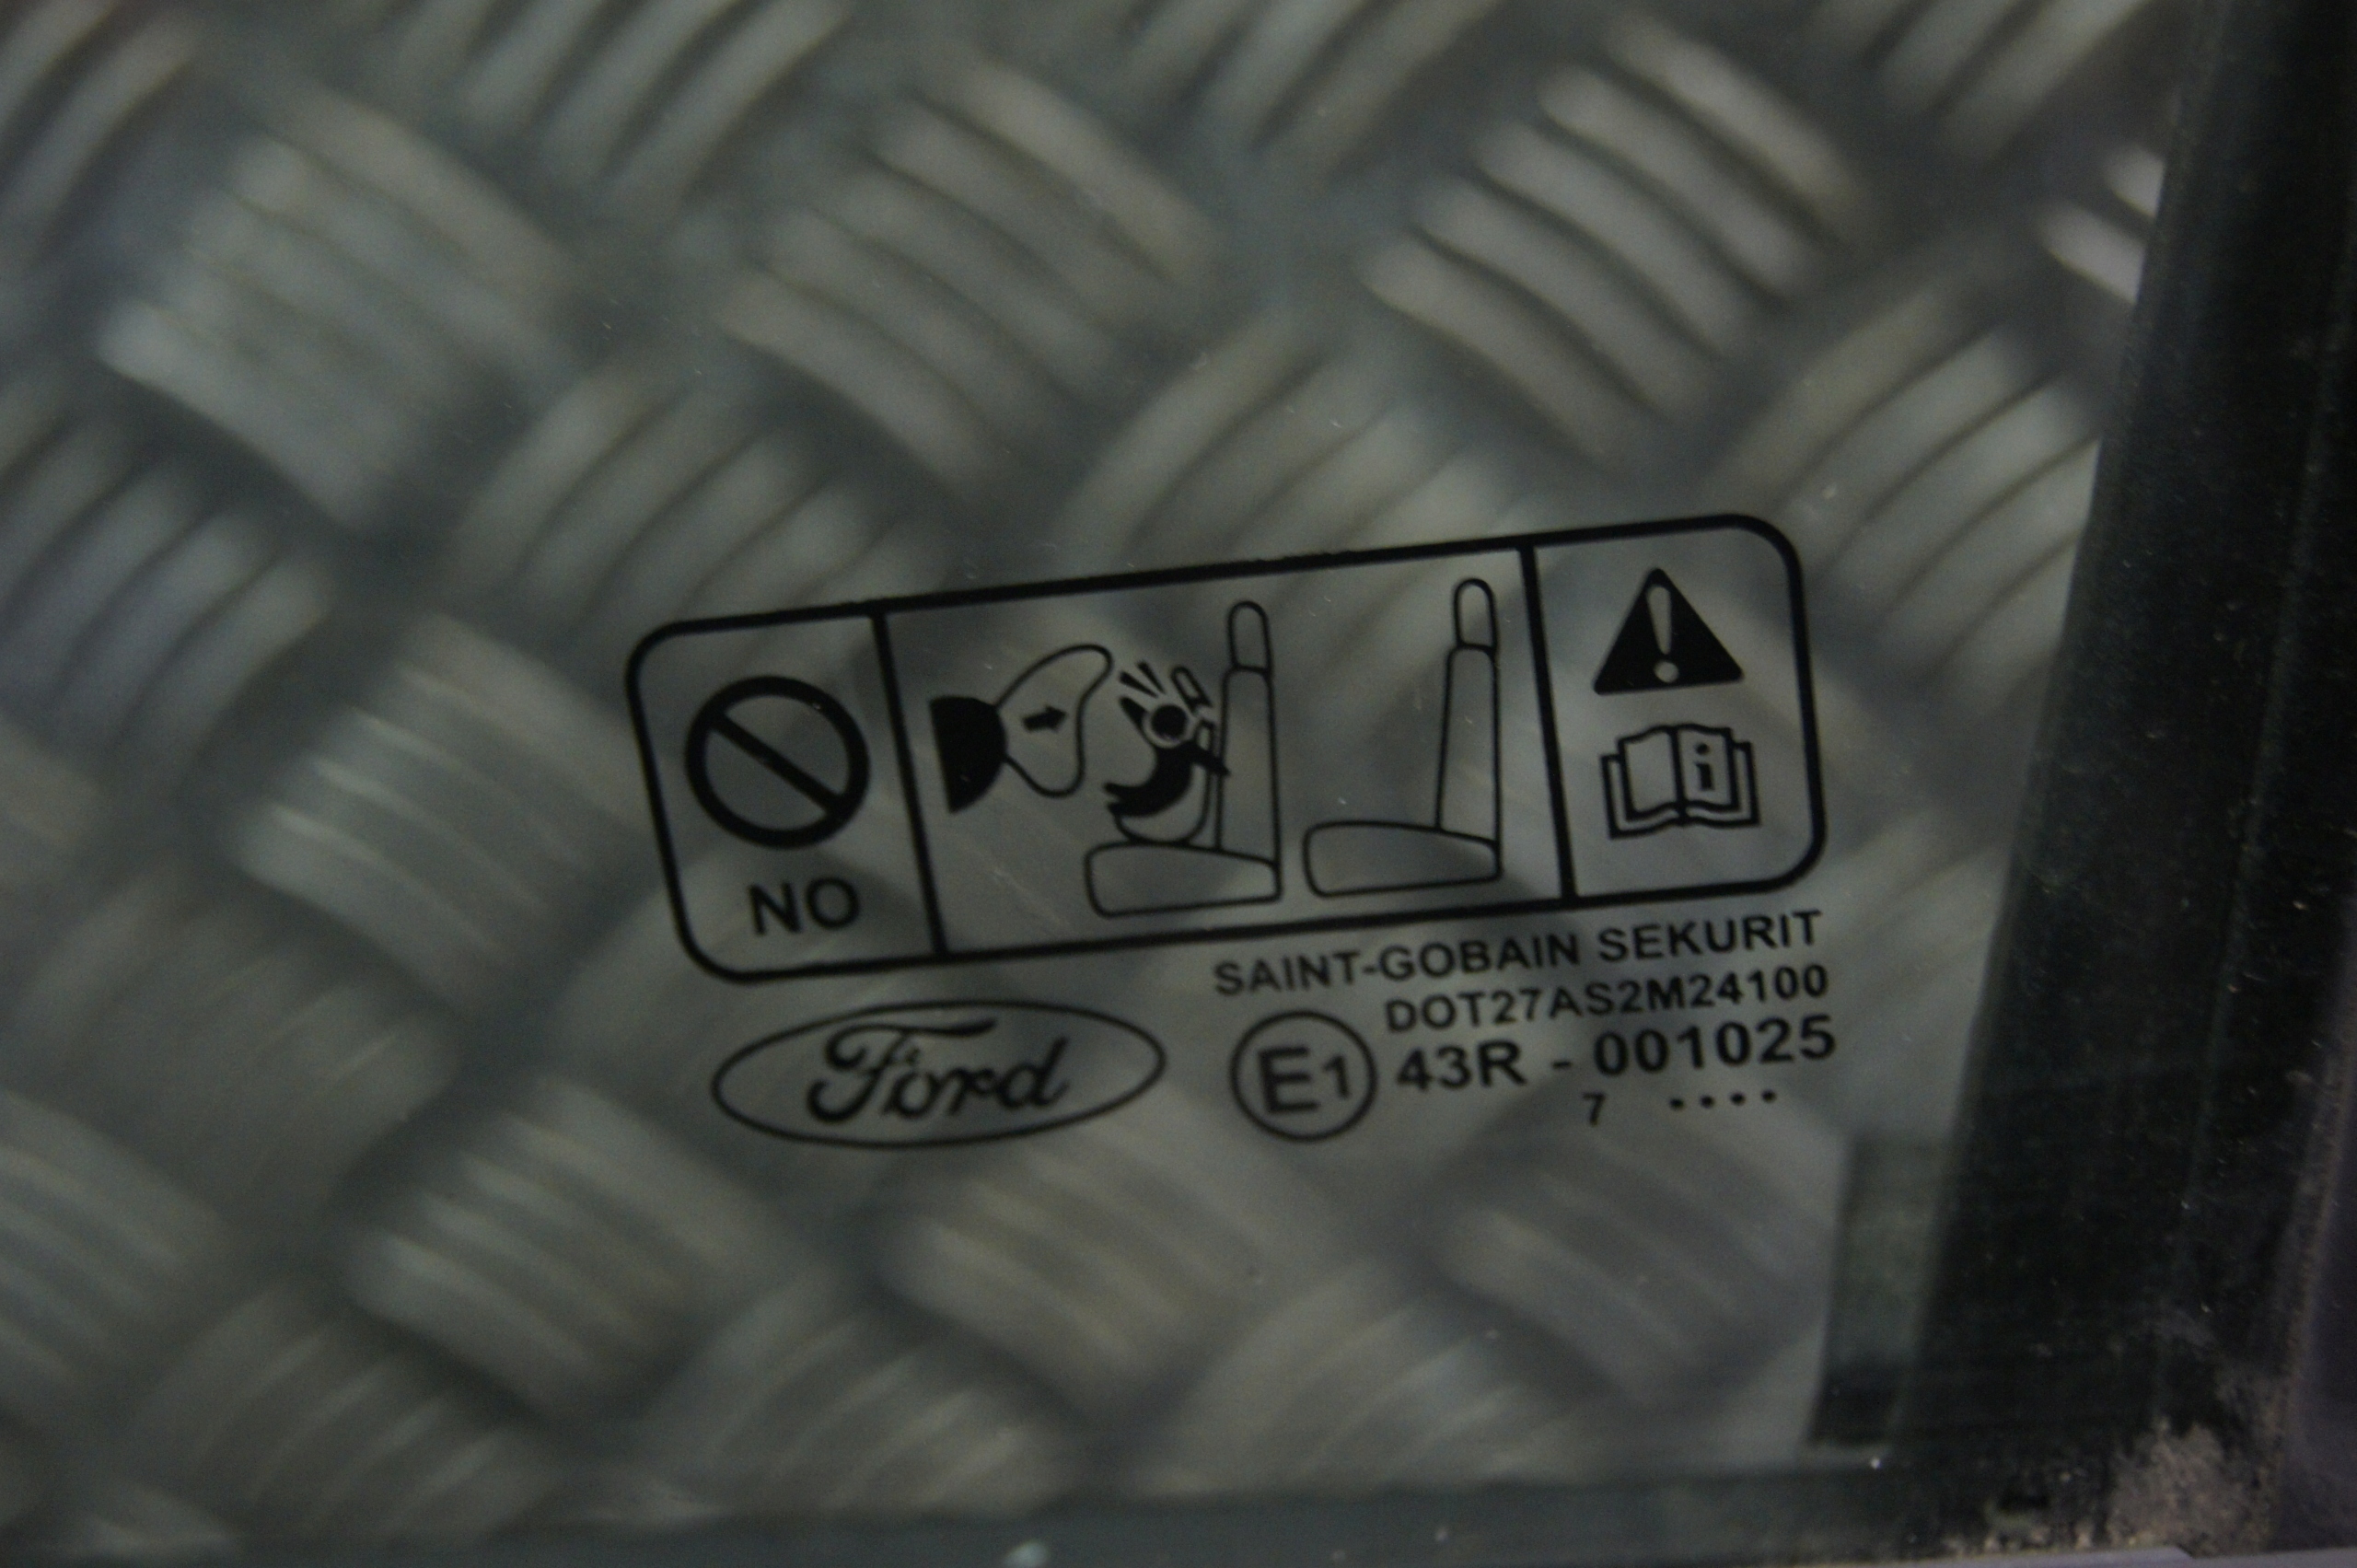 NO
i
SAINT-GOBAIN SEKURIT
DOT27AS2M24100
Ford
E1 43R - 001025
7 ....